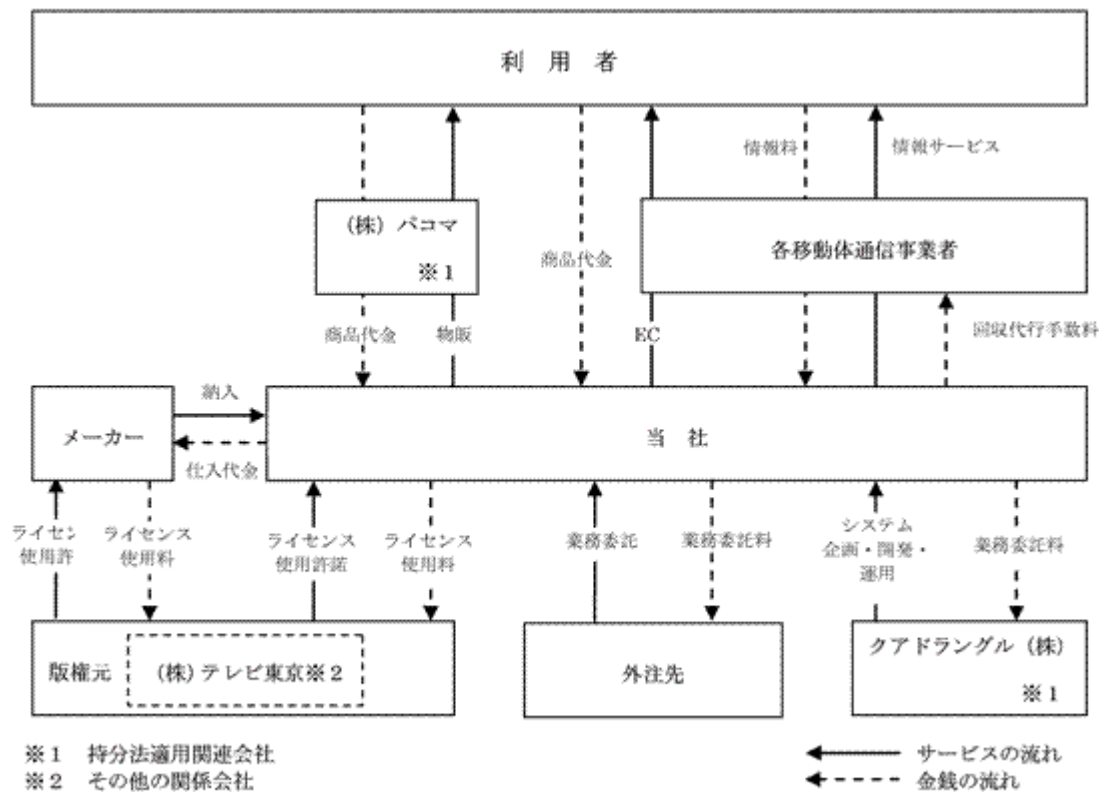 利 用 者
情報料
情報サービス
(株) パコマ
※1
商品代金
各移動体通信事業者
商品代金
物販
EC
回収代行手数料
納入
メーカー
当 社
仕入代金
ライセン
使用許
ライセンス
使用料
ライセンス
使用許諾
ライセンス
使用料
業務委託
業務委託料
システム
企画・開発・
運用
業務委託料
版権元
(株) テレビ東京※2
外注先
クアドラングル (株)
※1
※1 持分法適用関連会社
※2 その他の関係会社
サービスの流れ
金銭の流れ